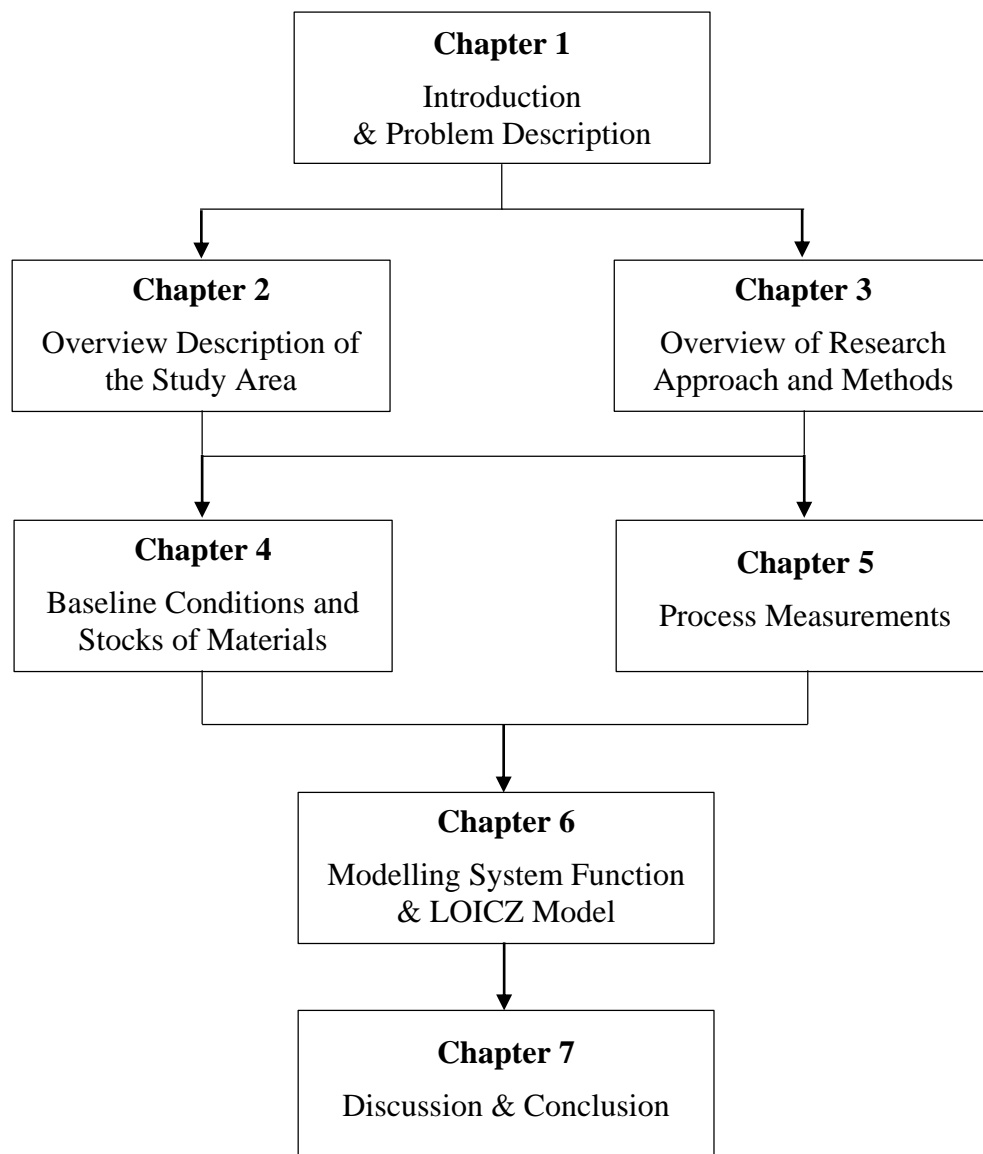 Chapter 1
Introduction
& Problem Description
Chapter 2
Overview Description of
the Study Area
Chapter 3
Overview of Research
Approach and Methods
Chapter 4
Baseline Conditions and
Stocks of Materials
Chapter 5
Process Measurements
Chapter 6
Modelling System Function
& LOICZ Model
Chapter 7
Discussion & Conclusion